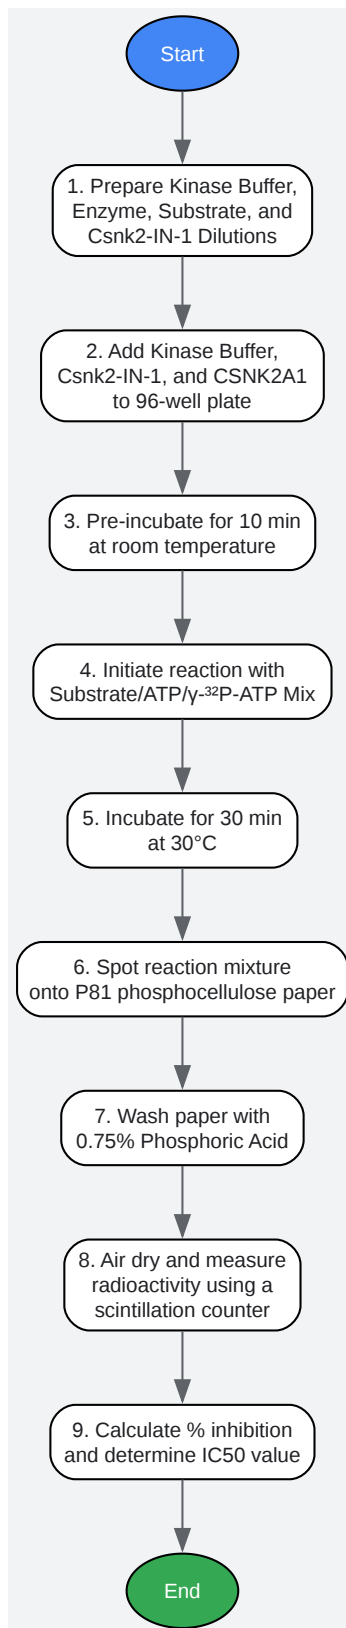 Start
1. Prepare Kinase Buffer,
Enzyme, Substrate, and
Csnk2-IN-1 Dilutions
2. Add Kinase Buffer,
Csnk2-IN-1, and CSNK2A1
to 96-well plate
3. Pre-incubate for 10 min
at room temperature
4. Initiate reaction with
Substrate/ATP/γ-³²P-ATP Mix
5. Incubate for 30 min
at 30°C
6. Spot reaction mixture
onto P81 phosphocellulose paper
7. Wash paper with
0.75% Phosphoric Acid
8. Air dry and measure
radioactivity using a
scintillation counter
9. Calculate % inhibition
and determine IC50 value
End